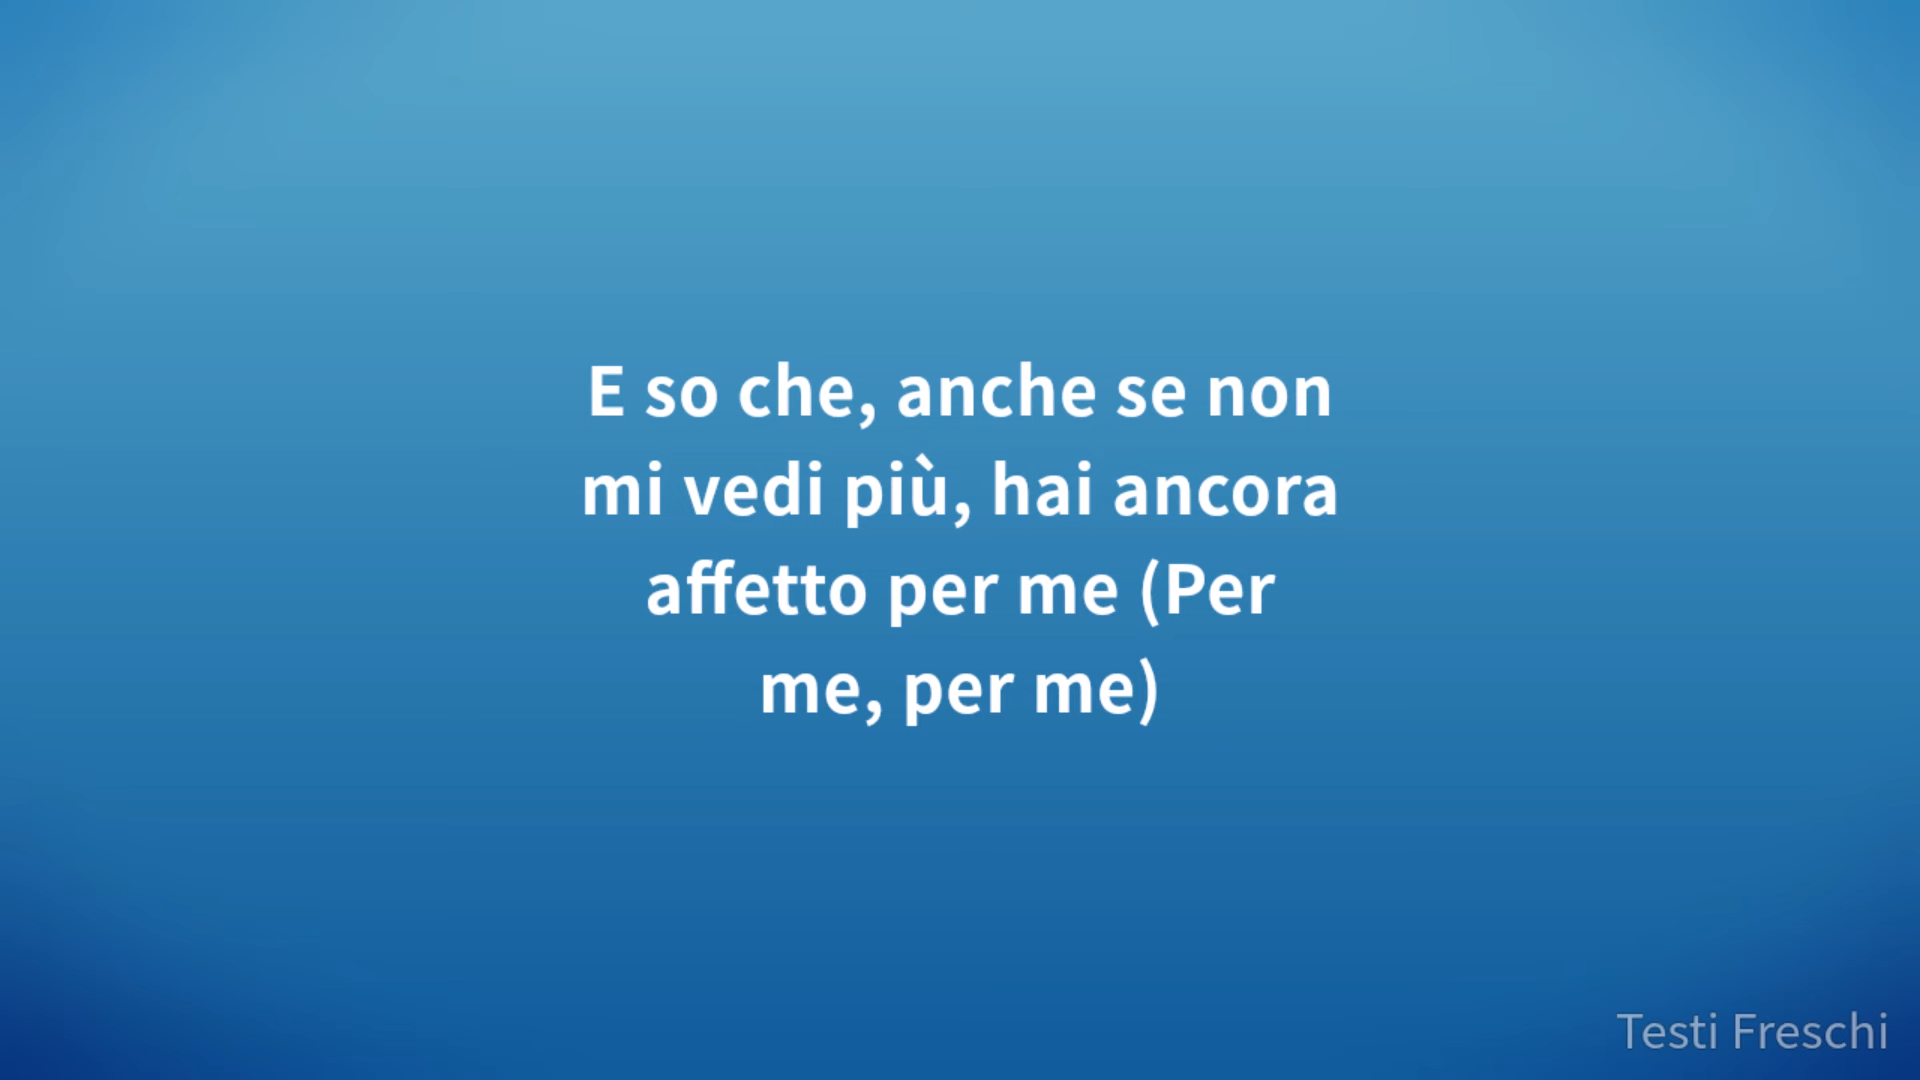 E so che, anche se non
mi vedi più, hai ancora
affetto per me (Per
me, per me)
Testi Freschi